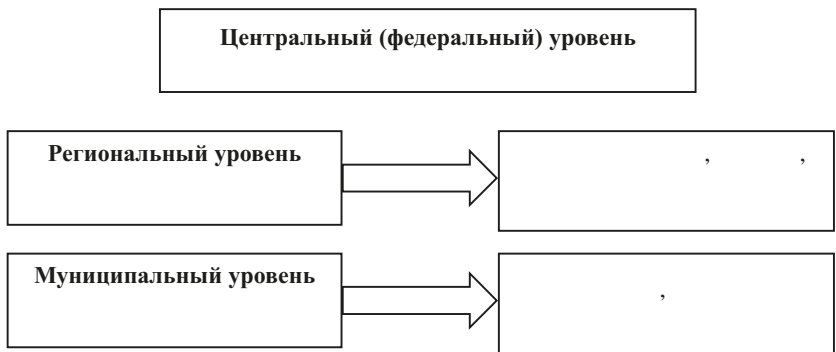 Центральный (федеральный) уровень
Региональный уровень
, ,
Муниципальный уровень
,